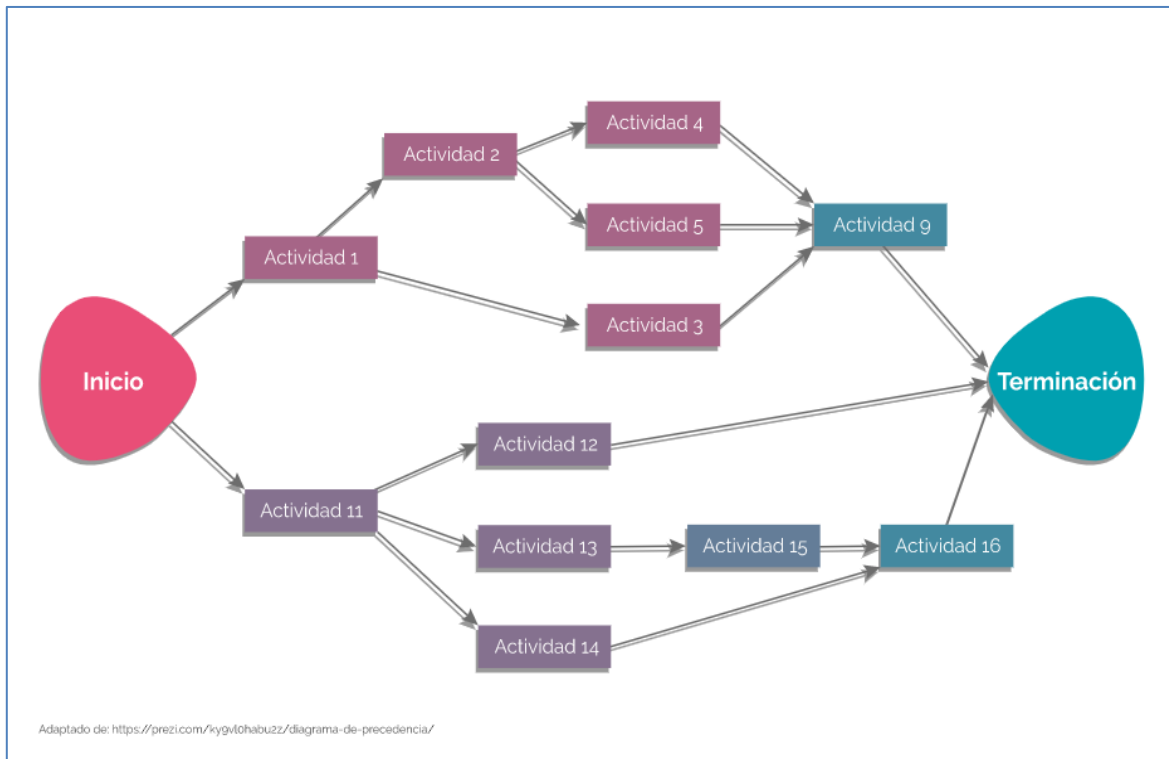 Actividad 4
Actividad 2
Actividad 5
Actividad 9
Actividad 1
Actividad 3
Inicio
Terminación
Actividad 12
Actividad 11
Actividad 13
Actividad 15
Actividad 16
Actividad 14
Adaptado de: https://prezi.com/ky9vl0habu2z/diagrama-de-precedencia/